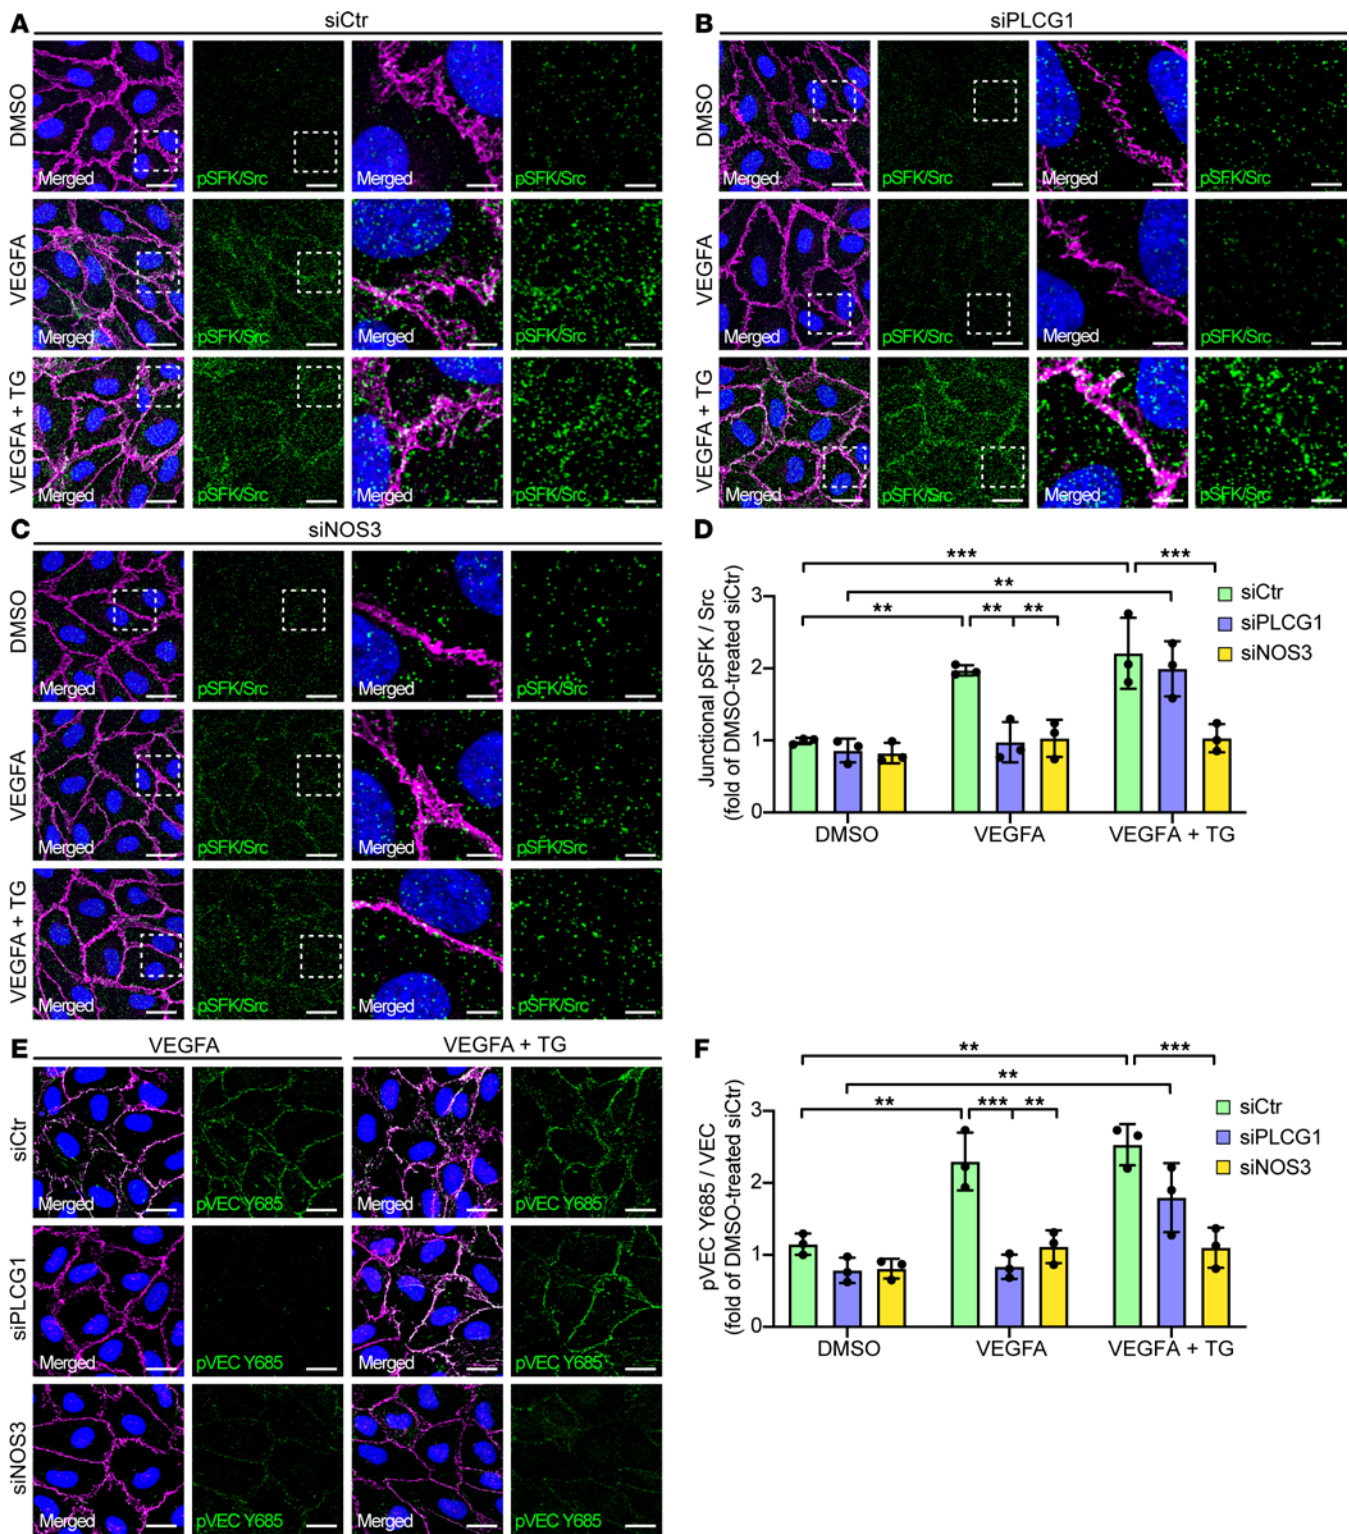 A
siCtr
DMSO
Merged
pSFK/Src
Merged
pSFK/Src
VEGFA
Merged
pSFK/Src
Merged
pSFK/Src
VEGFA + TG
Merged
pSFK/Src
Merged
pSFK/Src
B
siPLCG1
DMSO
Merged
pSFK/Src
Merged
pSFK/Src
VEGFA
Merged
pSFK/Src
Merged
pSFK/Src
VEGFA + TG
Merged
pSFK/Src
Merged
pSFK/Src
C
siNOS3
DMSO
Merged
pSFK/Src
Merged
pSFK/Src
VEGFA
Merged
pSFK/Src
Merged
pSFK/Src
VEGFA + TG
Merged
pSFK/Src
Merged
pSFK/Src
D
Junctional pSFK / Src
(fold of DMSO-treated siCtr)
3
2
1
0
*** ***
**
** ** **
siCtr
siPLCG1
siNOS3
DMSO
VEGFA
VEGFA + TG
E
VEGFA
VEGFA + TG
siCtr
Merged
pVEC Y685
Merged
pVEC Y685
siPLCG1
Merged
pVEC Y685
Merged
pVEC Y685
siNOS3
Merged
pVEC Y685
Merged
pVEC Y685
F
pVEC Y685 / VEC
(fold of DMSO-treated siCtr)
3
2
1
0
** ***
**
** *** **
siCtr
siPLCG1
siNOS3
DMSO
VEGFA
VEGFA + TG